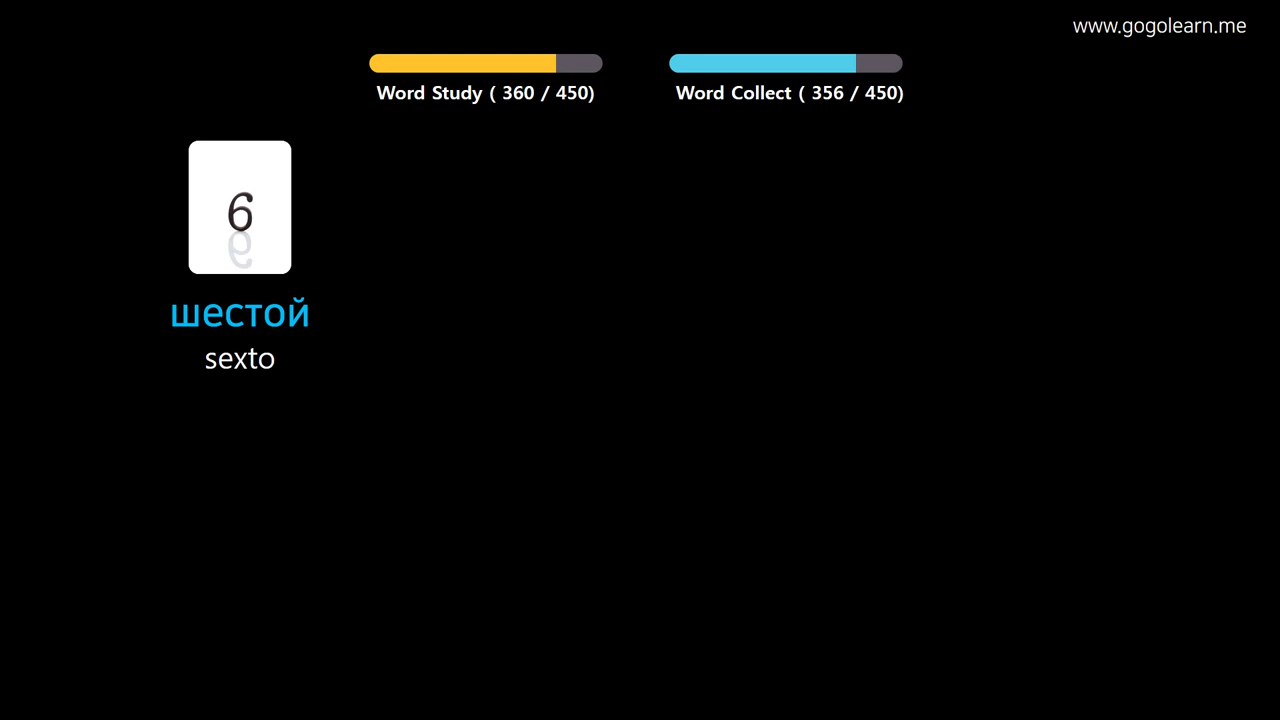 www.gogolearn.me
Word Study ( 360 / 450)
Word Collect ( 356 / 450)
6
шестой
sexto